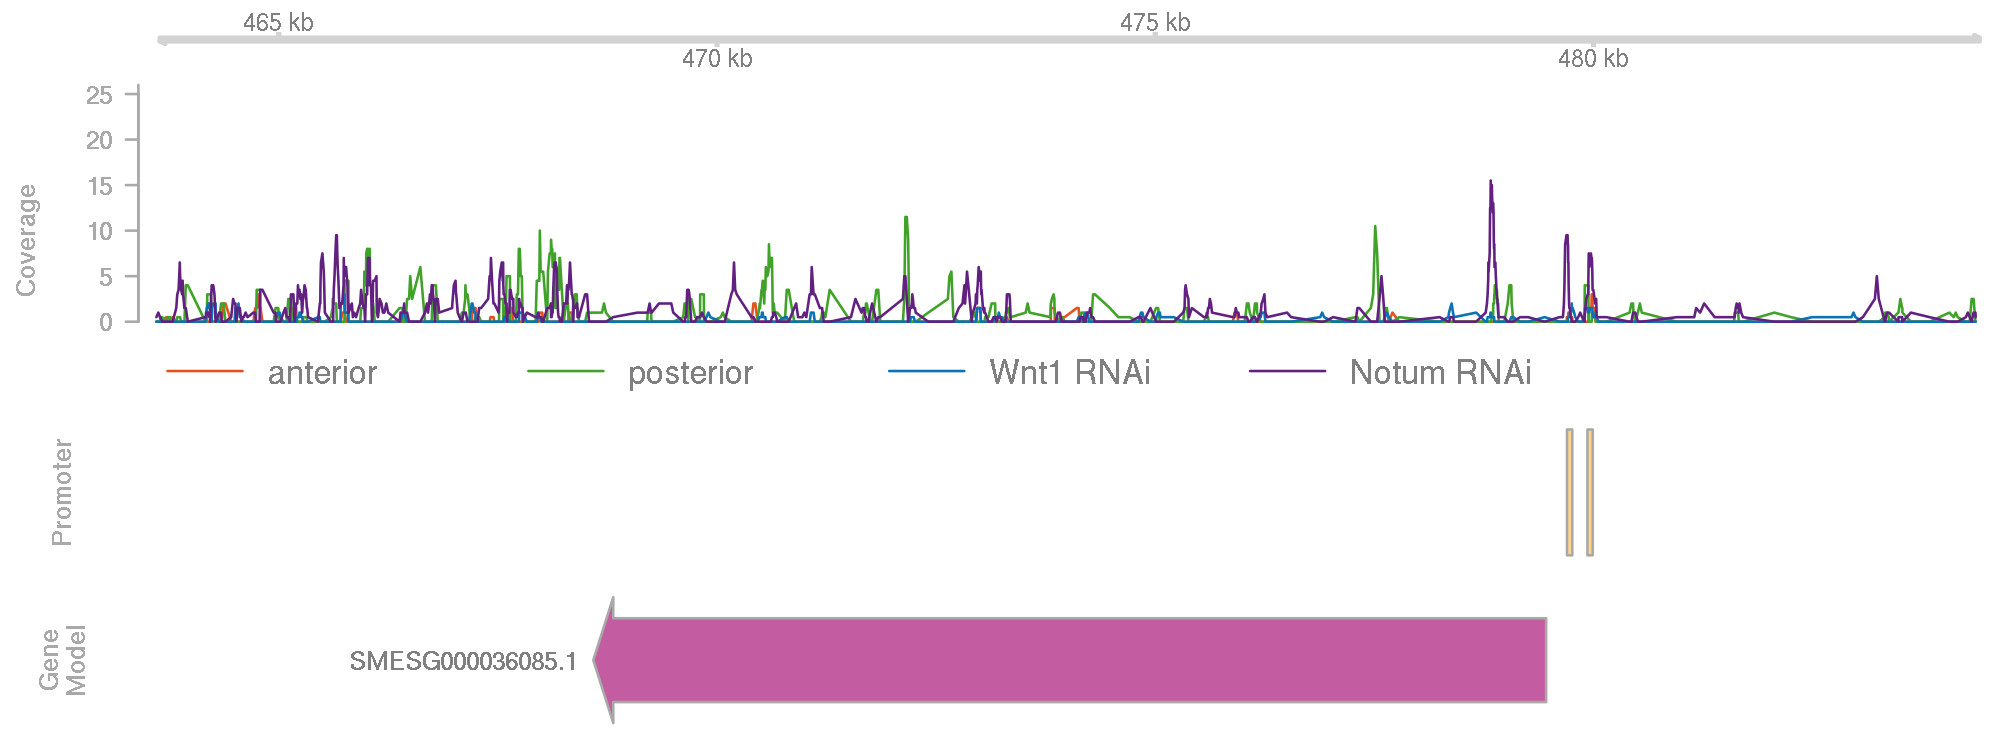 465 kb
475 kb
470 kb
480 kb
Coverage
25
20
15
10
5
0
anterior
posterior
Wnt1 RNAi
Notum RNAi
Promoter
Gene
Model
SMESG000036085.1